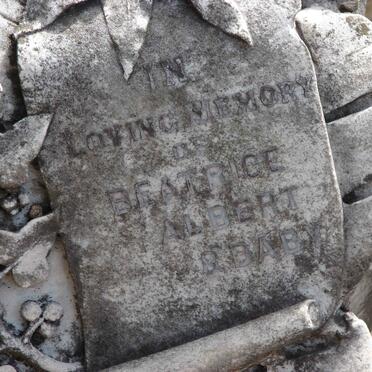 IN
LOVING MEMORY
OF
BEATRICE
ALBERT
& BABY